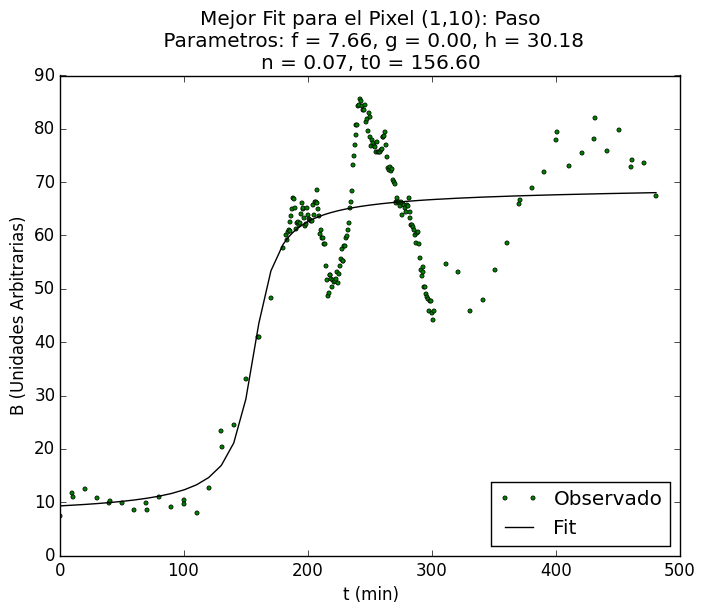 Mejor Fit para el Pixel (1,10): Paso
Parametros: f = 7.66, g = 0.00, h = 30.18
n = 0.07, t0 = 156.60
B (Unidades Arbitrarias)
90
80
70
60
50
40
30
20
10
0
0 100 200 300 400 500
t (min)
Observado
Fit